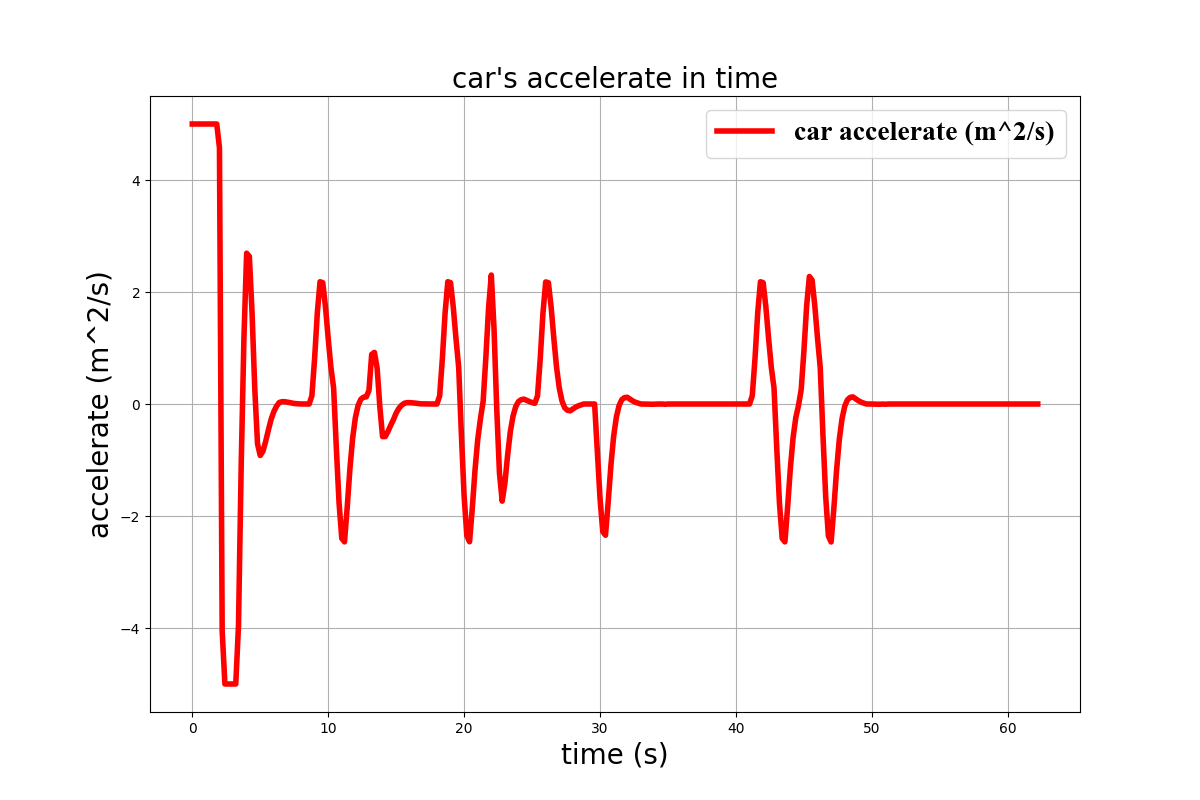 car's accelerate in time
car accelerate (m^2/s)
accelerate (m^2/s)
4
2
0
−2
−4
0 10 20 30 40 50 60
time (s)